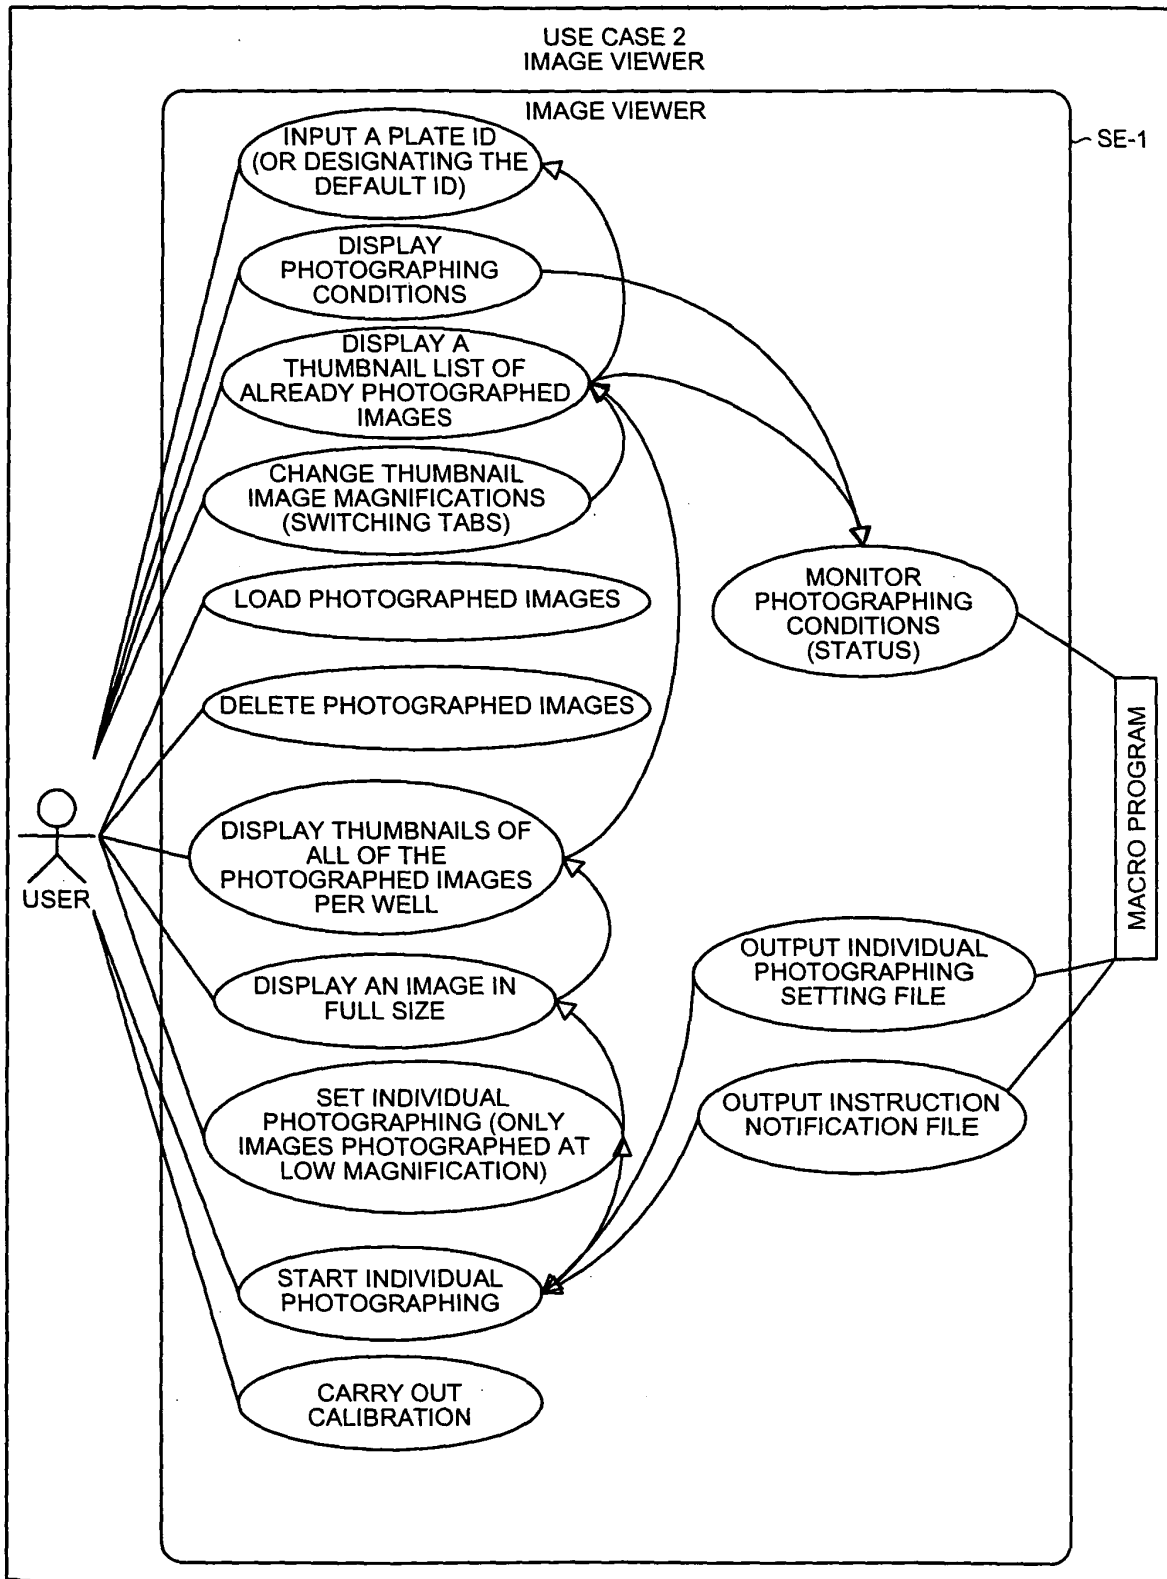 USE CASE 2
IMAGE VIEWER
IMAGE VIEWER
SE-1
INPUT A PLATE ID
(OR DESIGNATING THE
DEFAULT ID)
DISPLAY
PHOTOGRAPHING
CONDITIONS
DISPLAY A
THUMBNAIL LIST OF
ALREADY PHOTOGRAPHED
IMAGES
CHANGE THUMBNAIL
IMAGE MAGNIFICATIONS
(SWITCHING TABS)
LOAD PHOTOGRAPHED IMAGES
MONITOR
PHOTOGRAPHING
CONDITIONS
(STATUS)
DELETE PHOTOGRAPHED IMAGES
MACRO PROGRAM
USER
DISPLAY THUMBNAILS OF
ALL OF THE
PHOTOGRAPHED IMAGES
PER WELL
DISPLAY AN IMAGE IN
FULL SIZE
OUTPUT INDIVIDUAL
PHOTOGRAPHING
SETTING FILE
SET INDIVIDUAL
PHOTOGRAPHING (ONLY
IMAGES PHOTOGRAPHED AT
LOW MAGNIFICATION)
OUTPUT INSTRUCTION
NOTIFICATION FILE
START INDIVIDUAL
PHOTOGRAPHING
CARRY OUT
CALIBRATION